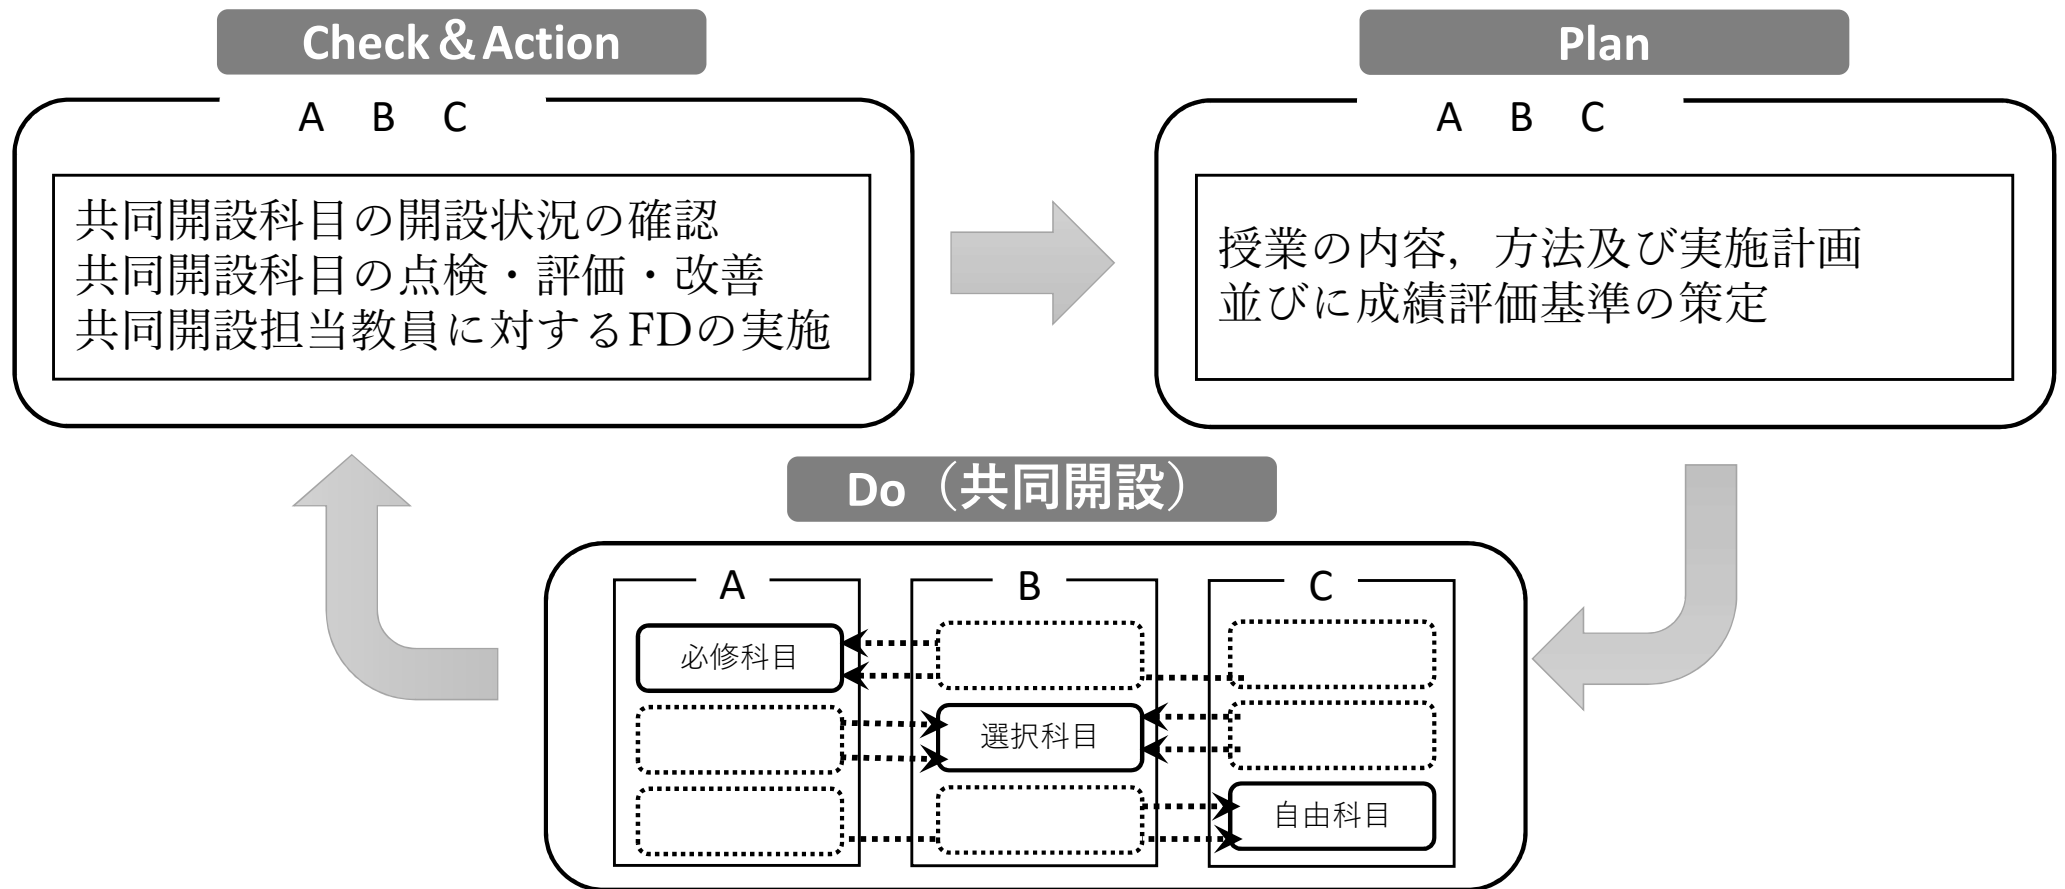 Check＆Action
A B C
共同開設科目の開設状況の確認
共同開設科目の点検・評価・改善
共同開設担当教員に対するFDの実施
Plan
A B C
授業の内容，方法及び実施計画
並びに成績評価基準の策定
Do（共同開設）
A B C
必修科目
選択科目
自由科目